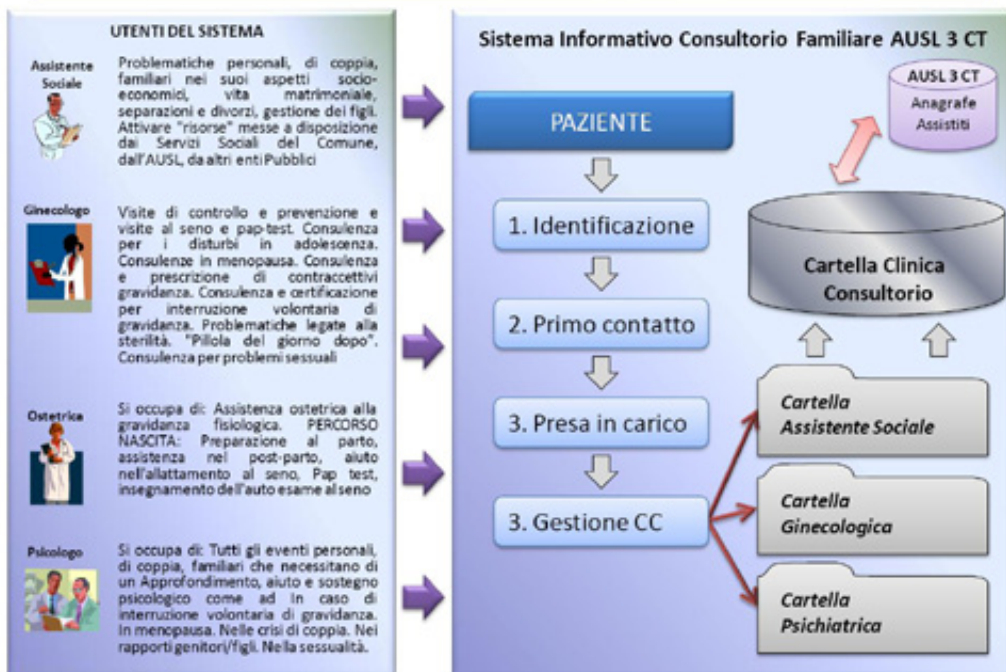 UTENTI DEL SISTEMA
Assistente
Sociale
Problematiche personali, di coppia,
familiari nei suoi aspetti socio-
economici, vita matrimoniale,
separazioni e divorzi, gestione dei figli.
Attivare "risorse" messe a disposizione
dai Servizi Sociali del Comune,
dall'AUSL, da altri enti Pubblici
Ginecologo
Visite di controllo e prevenzione e
visite al seno e pap-test. Consulenza
per i disturbi in adolescenza.
Consulenze in menopausa. Consulenza
e prescrizione di contraccettivi
gravidanza. Consulenza e certificazione
per interruzione volontaria di
gravidanza. Problematiche legate alla
sterilità. "Pillola del giorno dopo".
Consulenza per problemi sessuali
Ostetrica
Si occupa di: Assistenza ostetrica alla
gravidanza fisiologica. PERCORSO
NASCITA: Preparazione al parto,
assistenza nel post-parto, aiuto
nell'allattamento al seno, Pap test,
insegnamento dell'auto esame al seno
Psicologo
Si occupa di: Tutti gli eventi personali,
di coppia, familiari che necessitano di
un Approfondimento, aiuto e sostegno
psicologico come ad In caso di
interruzione volontaria di gravidanza.
In menopausa. Nelle crisi di coppia. Nei
rapporti genitori/figli. Nella sessualità.
Sistema Informativo Consultorio Familiare AUSL 3 CT
AUSL 3 CT
Anagrafe
Assistiti
PAZIENTE
1. Identificazione
2. Primo contatto
3. Presa in carico
3. Gestione CC
Cartella Clinica
Consultorio
Cartella
Assistente Sociale
Cartella
Ginecologica
Cartella
Psichiatrica